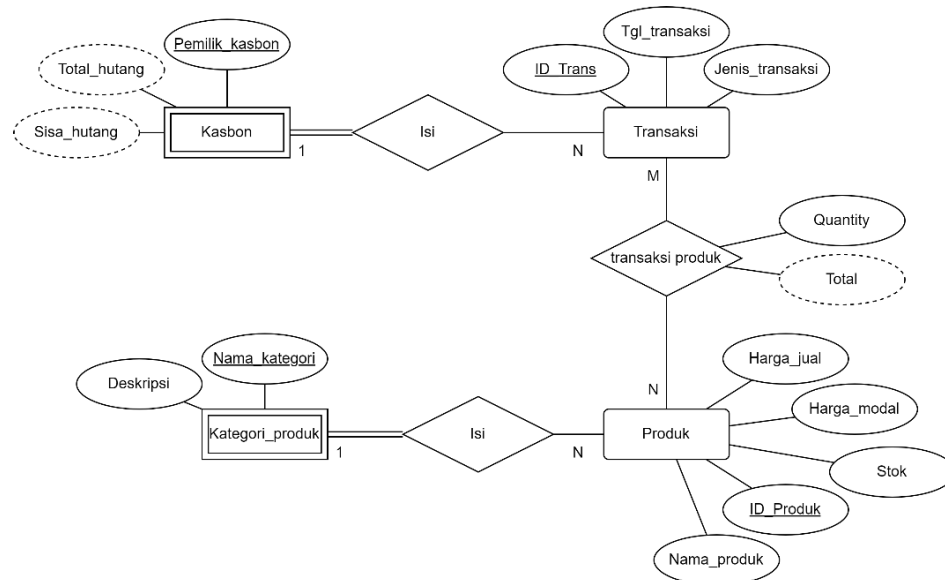 Tgl_transaksi
Pemilik_kasbon
Total_hutang
ID_Trans
Jenis_transaksi
Sisa_hutang
Kasbon
Isi
Transaksi
1
N
M
Quantity
transaksi produk
Total
Nama_kategori
Harga_jual
Deskripsi
N
Harga_modal
Kategori_produk
Isi
Produk
1
N
Stok
ID_Produk
Nama_produk